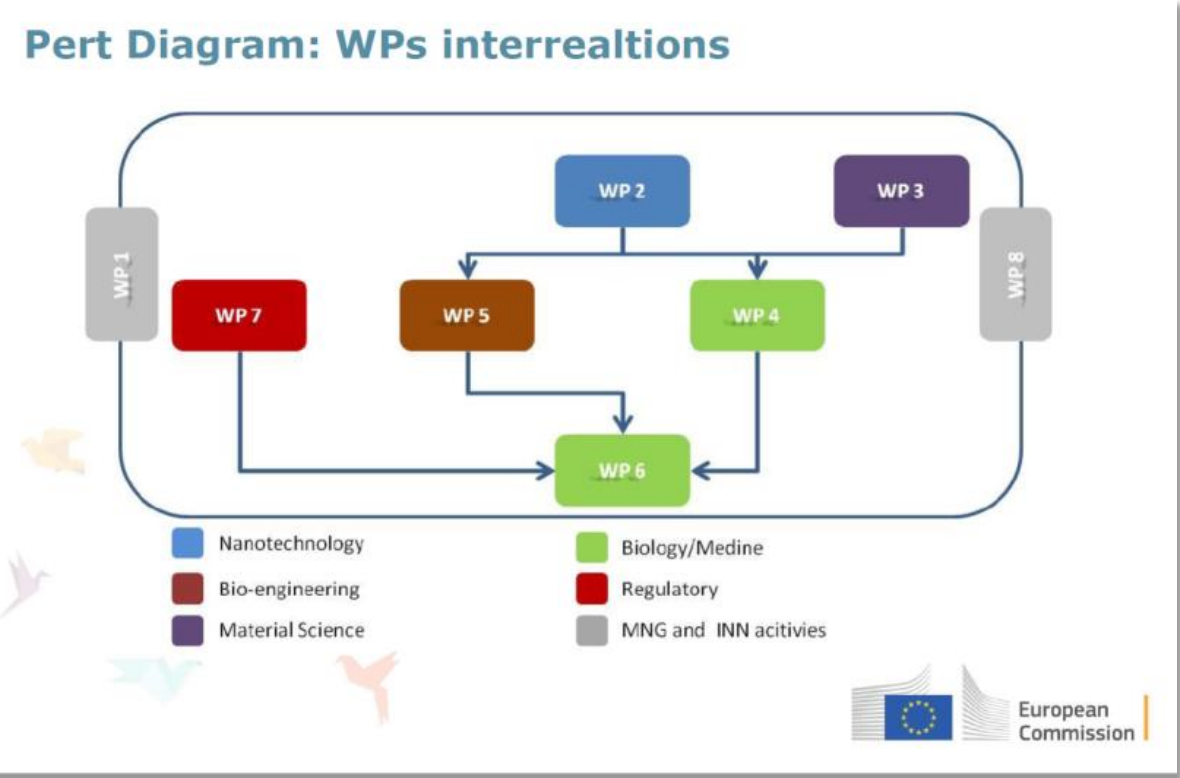 Pert Diagram: WPs interrealtions
WP 2
WP 3
WP 1
WP 8
WP 7
WP 5
WP 4
WP 6
Nanotechnology
Biology/Medine
Bio-engineering
Regulatory
Material Science
MNG and INN acitivies
European
Commission